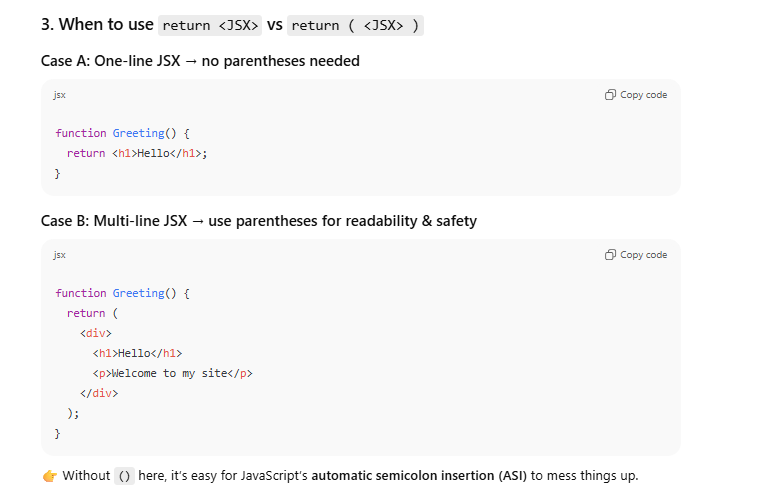 3. When to use return <JSX> vs return ( <JSX> )
Case A: One-line JSX → no parentheses needed
jsx
Copy code
function Greeting() {
  return <h1>Hello</h1>;
}
Case B: Multi-line JSX → use parentheses for readability & safety
jsx
Copy code
function Greeting() {
  return (
    <div>
      <h1>Hello</h1>
      <p>Welcome to my site</p>
    </div>
  );
}
👉 Without () here, it's easy for JavaScript's automatic semicolon insertion (ASI) to mess things up.